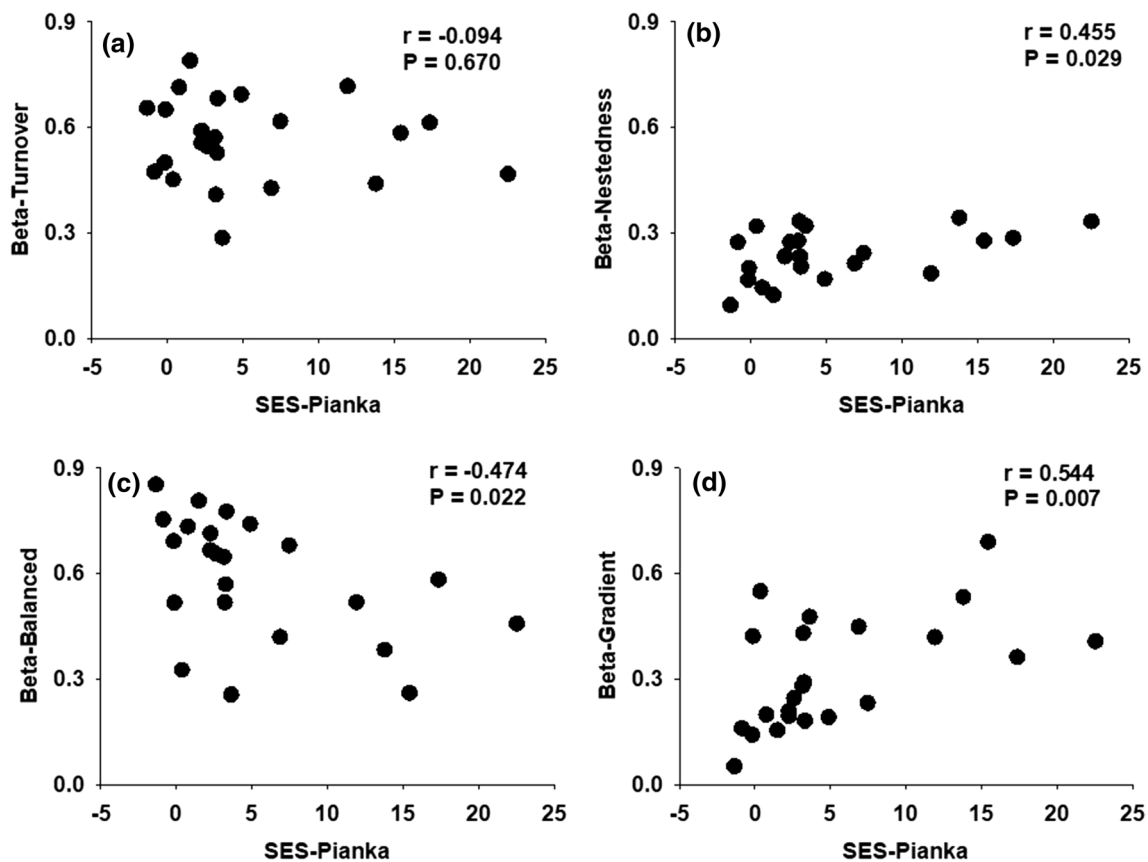 (a)
r = -0.094
P = 0.670
0.9
0.6
0.3
0.0
Beta-Turnover
-5 0 5 10 15 20 25
SES-Pianka
(b)
r = 0.455
P = 0.029
0.9
0.6
0.3
0.0
Beta-Nestedness
-5 0 5 10 15 20 25
SES-Pianka
(c)
r = -0.474
P = 0.022
0.9
0.6
0.3
0.0
Beta-Balanced
-5 0 5 10 15 20 25
SES-Pianka
(d)
r = 0.544
P = 0.007
0.9
0.6
0.3
0.0
Beta-Gradient
-5 0 5 10 15 20 25
SES-Pianka